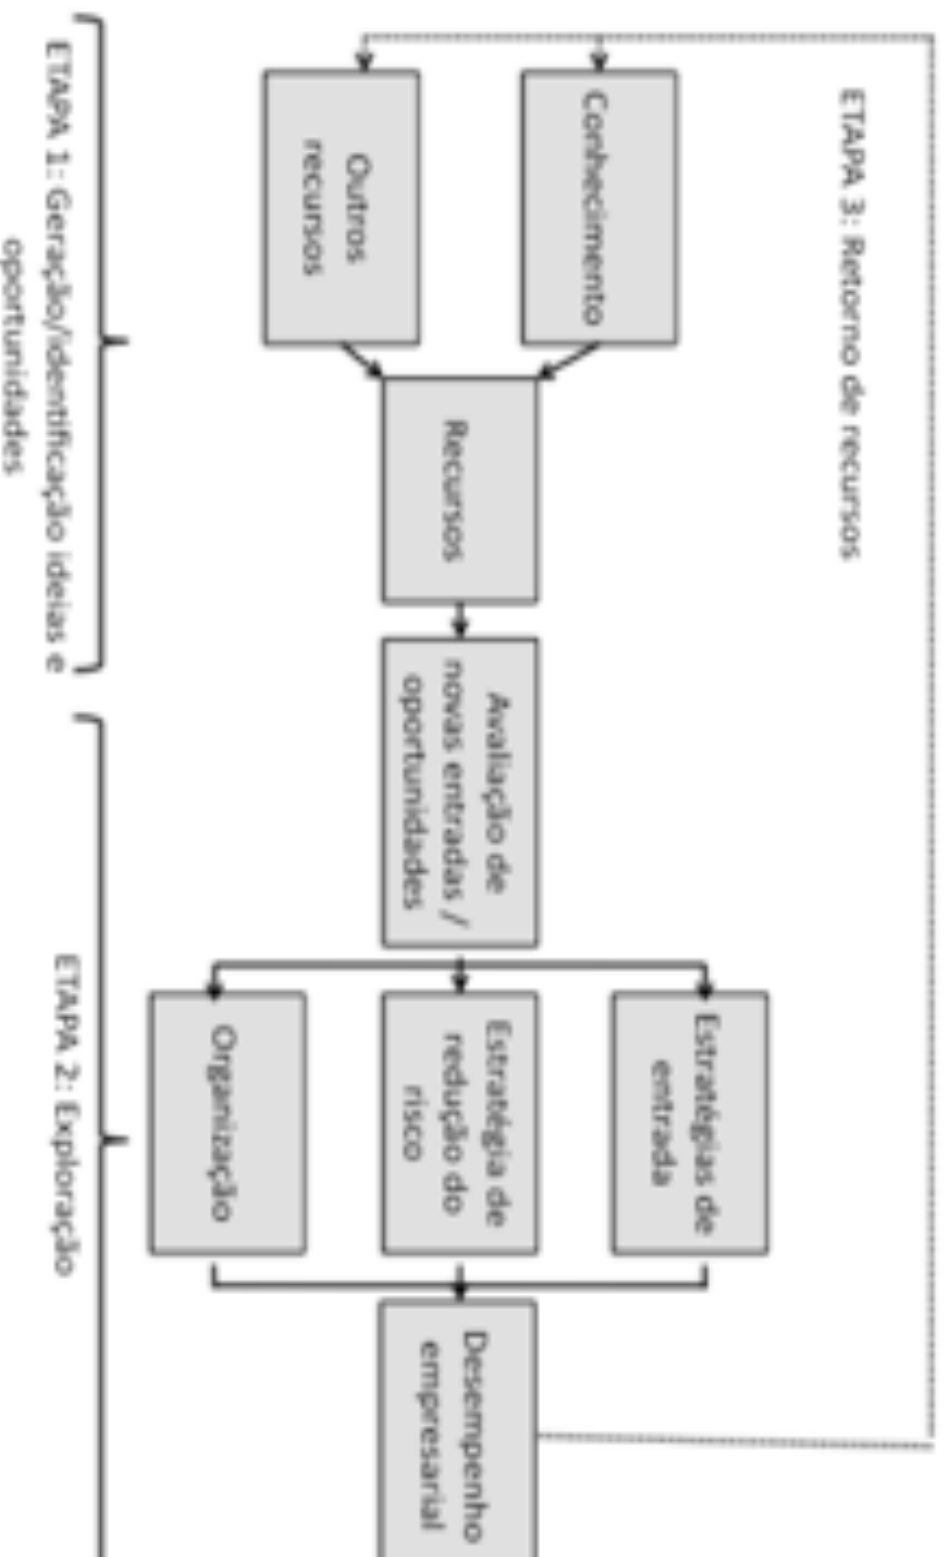 ETAPA 3: Retorno de recursos
Conhecimento
Outros
recursos
Recursos
Avaliação de
novas entradas /
oportunidades
Estratégias de
entrada
Estratégia de
redução do
risco
Organização
Desempenho
empresarial
ETAPA 1: Geração/identificação ideias e
oportunidades
ETAPA 2: Exploração